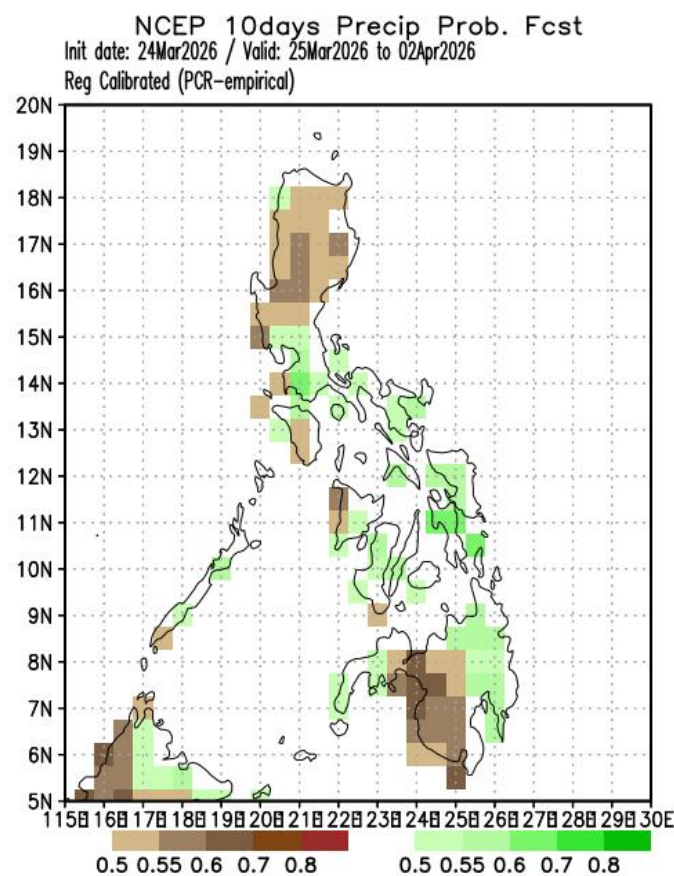 NCEP 10days Precip Prob. Fcst
Init date: 24Mar2026 / Valid: 25Mar2026 to 02Apr2026
Reg Calibrated (PCR-empirical)
20N
19N
18N
17N
16N
15N
14N
13N
12N
11N
10N
9N
8N
7N
6N
5N
115E 116E 117E 118E 119E 120E 121E 122E 123E 124E 125E 126E 127E 128E 129E 130E
0.5 0.55 0.6 0.7 0.8 0.5 0.55 0.6 0.7 0.8